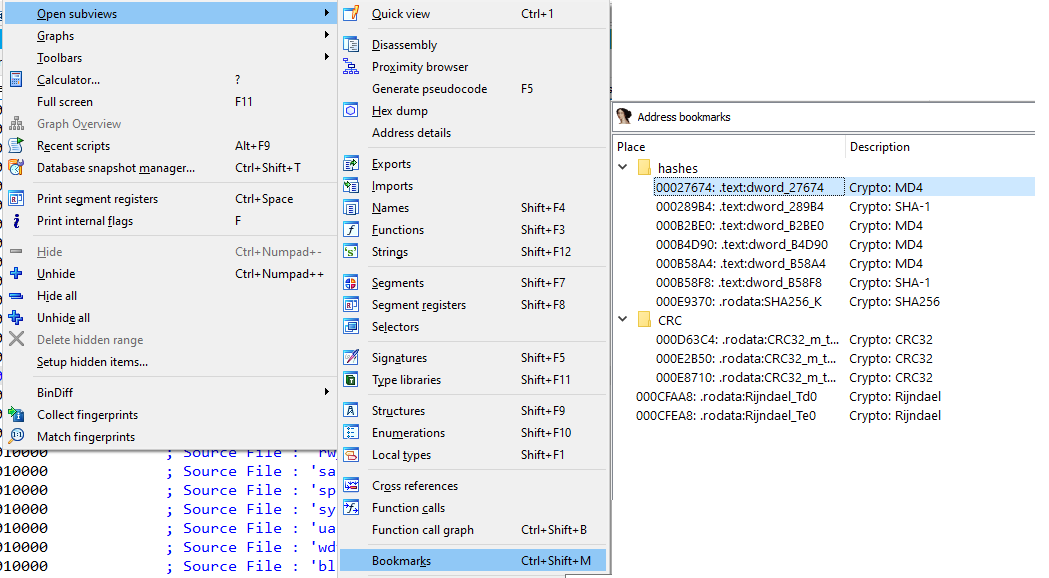 Open subviews
Graphs
Toolbars
Calculator... ?
Full screen F11
Graph Overview
Recent scripts Alt+F9
Database snapshot manager... Ctrl+Shift+T
Print segment registers Ctrl+Space
Print internal flags F
Hide Ctrl+Numpad+-
Unhide Ctrl+Numpad++
Hide all
Unhide all
Delete hidden range
Setup hidden items...
BinDiff
Collect fingerprints
Match fingerprints
010000 ; Source File : 'rw
010000 ; Source File : 'sa
010000 ; Source File : 'sp
010000 ; Source File : 'sy
010000 ; Source File : 'ua
010000 ; Source File : 'wd
010000 ; Source File : 'bl
Quick view Ctrl+1
Disassembly
Proximity browser
Generate pseudocode F5
Hex dump
Address details
Exports
Imports
Names Shift+F4
Functions Shift+F3
Strings Shift+F12
Segments Shift+F7
Segment registers Shift+F8
Selectors
Signatures Shift+F5
Type libraries Shift+F11
Structures Shift+F9
Enumerations Shift+F10
Local types Shift+F1
Cross references
Function calls
Function call graph Ctrl+Shift+B
Bookmarks Ctrl+Shift+M
Address bookmarks
Place Description
hashes
00027674: .text:dword_27674 Crypto: MD4
000289B4: .text:dword_289B4 Crypto: SHA-1
000B2BE0: .text:dword_B2BE0 Crypto: MD4
000B4D90: .text:dword_B4D90 Crypto: MD4
000B58A4: .text:dword_B58A4 Crypto: MD4
000B58F8: .text:dword_B58F8 Crypto: SHA-1
000E9370: .rodata:SHA256_K Crypto: SHA256
CRC
000D63C4: .rodata:CRC32_m_t... Crypto: CRC32
000E2B50: .rodata:CRC32_m_t... Crypto: CRC32
000E8710: .rodata:CRC32_m_t... Crypto: CRC32
000CFAA8: .rodata:Rijndael_Td0 Crypto: Rijndael
000CFEA8: .rodata:Rijndael_Te0 Crypto: Rijndael